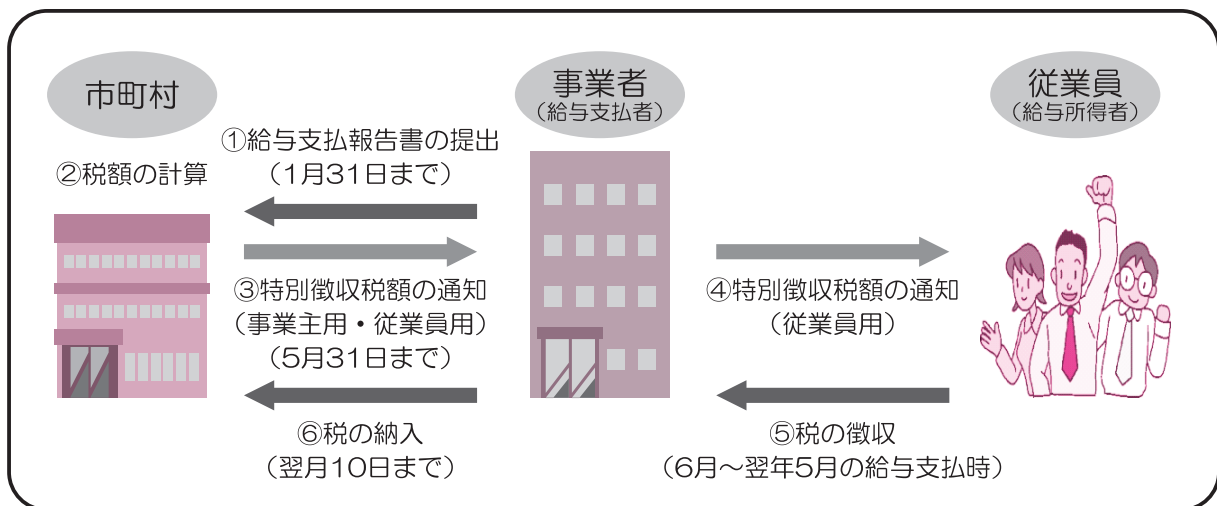 市町村
事業者
（給与支払者）
従業員
（給与所得者）
①給与支払報告書の提出
（1月31日まで）
②税額の計算
③特別徴収税額の通知
（事業主用・従業員用）
（5月31日まで）
④特別徴収税額の通知
（従業員用）
⑤税の徴収
（6月～翌年5月の給与支払時）
⑥税の納入
（翌月10日まで）